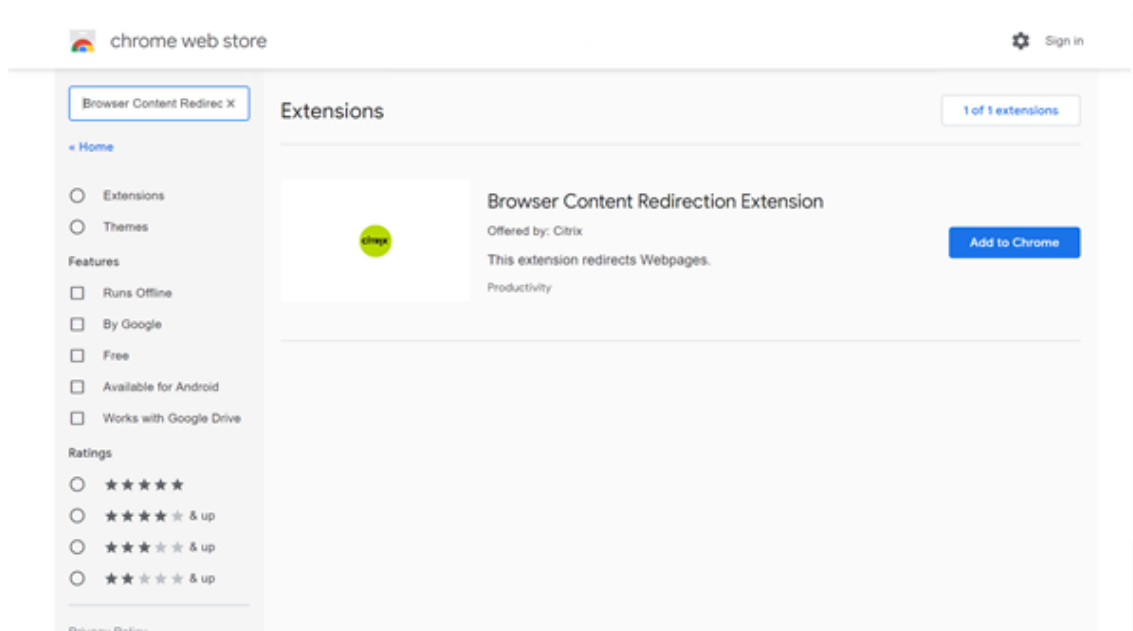 chrome web store
Sign in
Browser Content Redirec ×
Extensions
1 of 1 extensions
« Home
Extensions
Themes
Features
Runs Offline
By Google
Free
Available for Android
Works with Google Drive
Ratings
& up
& up
& up
citrix
Browser Content Redirection Extension
Offered by: Citrix
This extension redirects Webpages.
Productivity
Add to Chrome
Privacy Policy